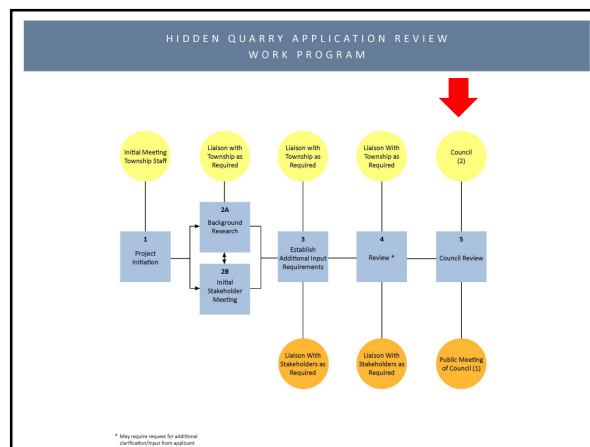 HIDDEN QUARRY APPLICATION REVIEW
WORK PROGRAM
Initial Meeting
Township Staff
Liaison with
Township as
Required
Liaison with
Township as
Required
Liaison with
Township as
Required
Council
(2)
1
Project
Initiation
2A
Background
Research
2B
Initial
Stakeholder
Meeting
3
Establish
Additional Input
Requirements
4
Review *
5
Council Review
Liaison With
Stakeholders as
Required
Liaison With
Stakeholders as
Required
Public Meeting
of Council (1)
* May require request for additional
clarification/input from applicant